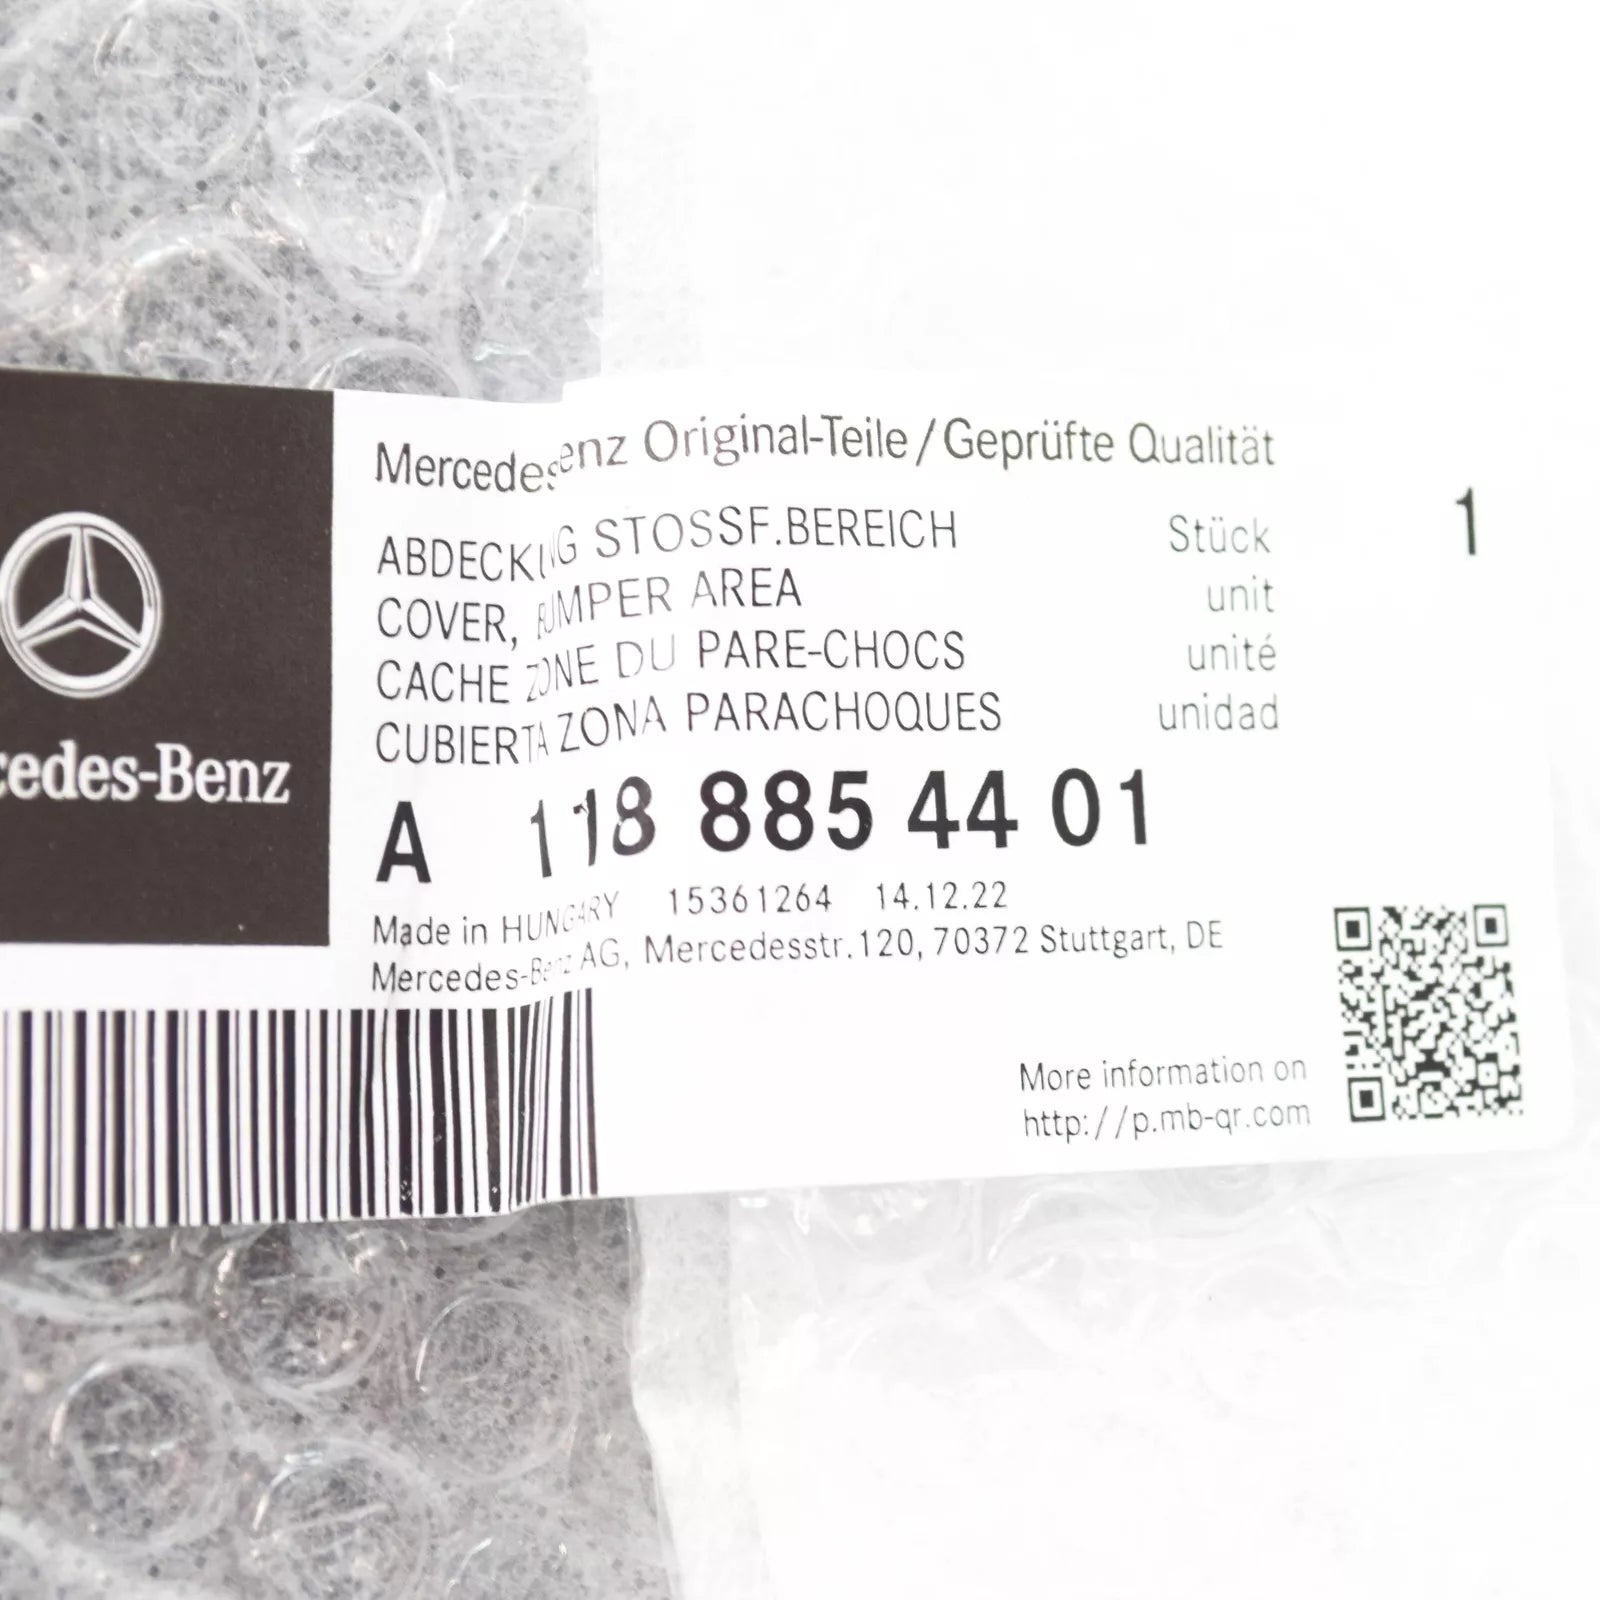 cedes-Benz
Mercedes-Benz Original-Teile/Geprüfte Qualität
ABDECKUNG STOSSF.BEREICH Stück 1
COVER, BUMPER AREA unit
CACHE ZONE DU PARE-CHOCS unité
CUBIERTA ZONA PARACHOQUES unidad
A 118 885 44 01
Made in HUNGARY 15361264 14.12.22
Mercedes-Benz AG, Mercedesstr.120, 70372 Stuttgart, DE
More information on
http://p.mb-qr.com